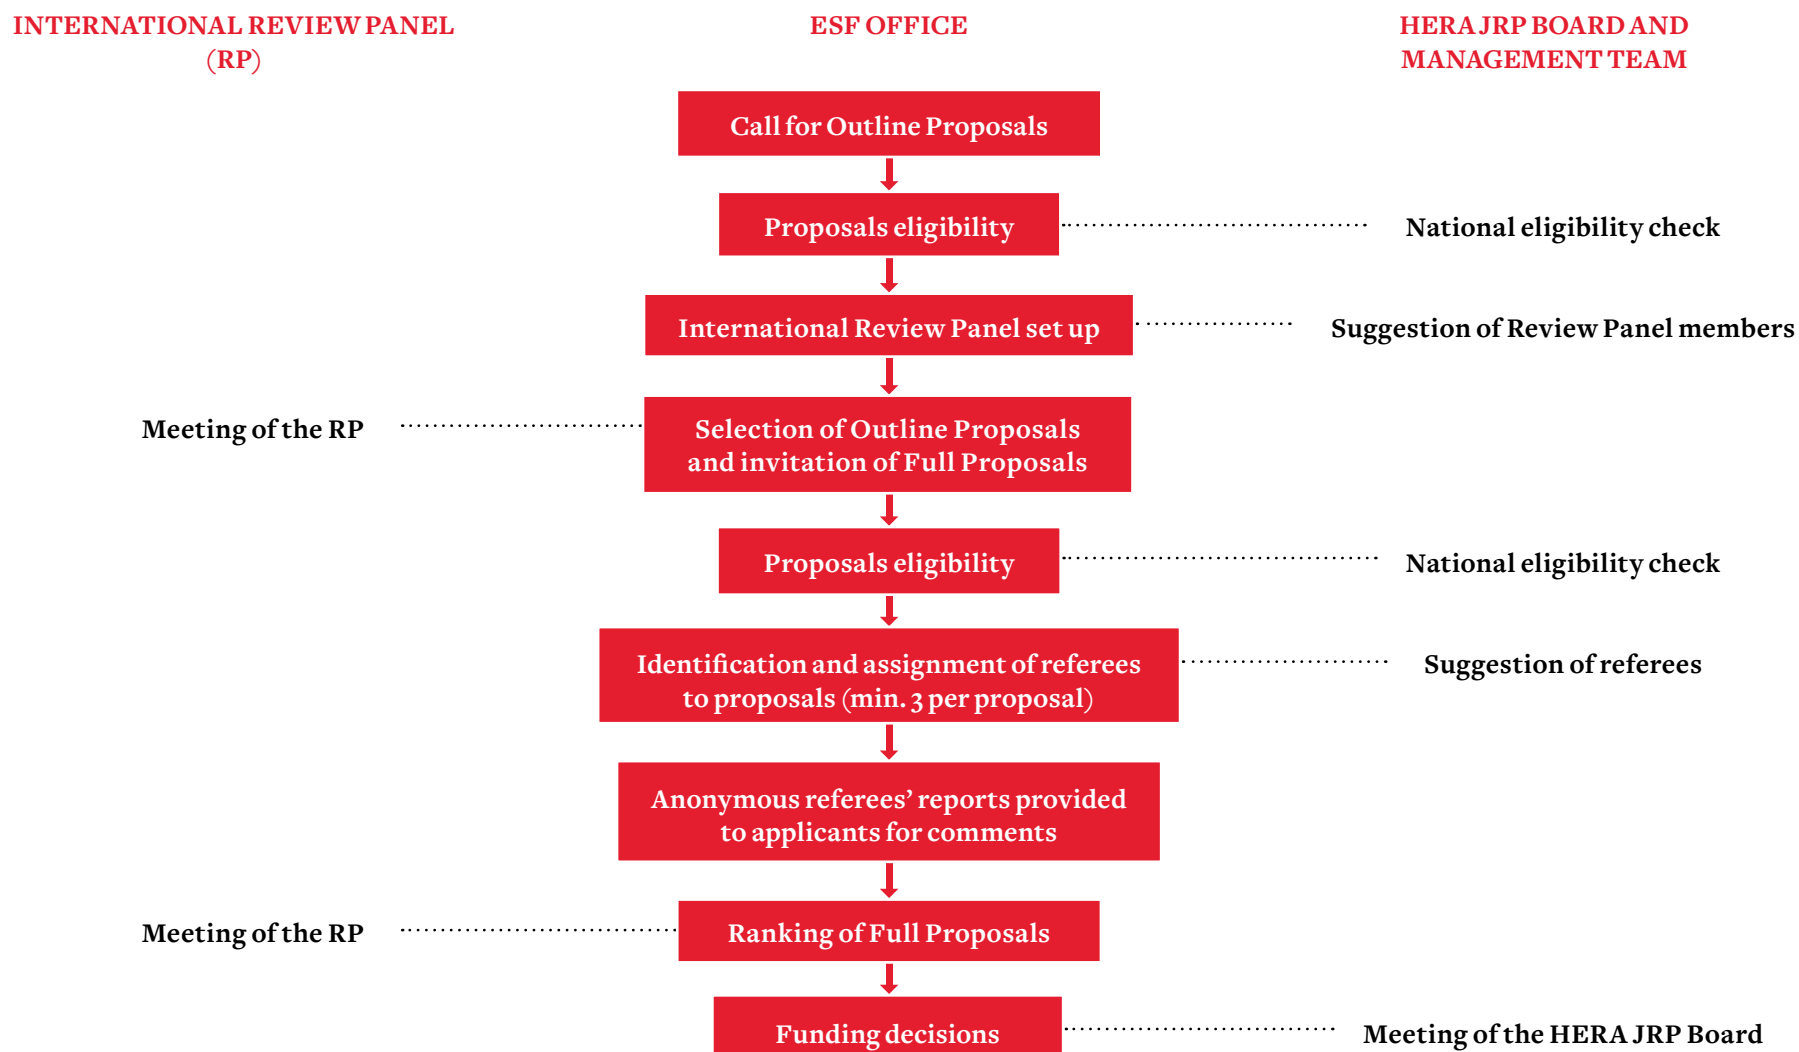 INTERNATIONAL REVIEW PANEL
(RP)
ESF OFFICE
HERA JRP BOARD AND
MANAGEMENT TEAM
Call for Outline Proposals
Proposals eligibility
National eligibility check
International Review Panel set up
Suggestion of Review Panel members
Meeting of the RP
Selection of Outline Proposals
and invitation of Full Proposals
Proposals eligibility
National eligibility check
Identification and assignment of referees
to proposals (min. 3 per proposal)
Suggestion of referees
Anonymous referees’ reports provided
to applicants for comments
Meeting of the RP
Ranking of Full Proposals
Funding decisions
Meeting of the HERA JRP Board